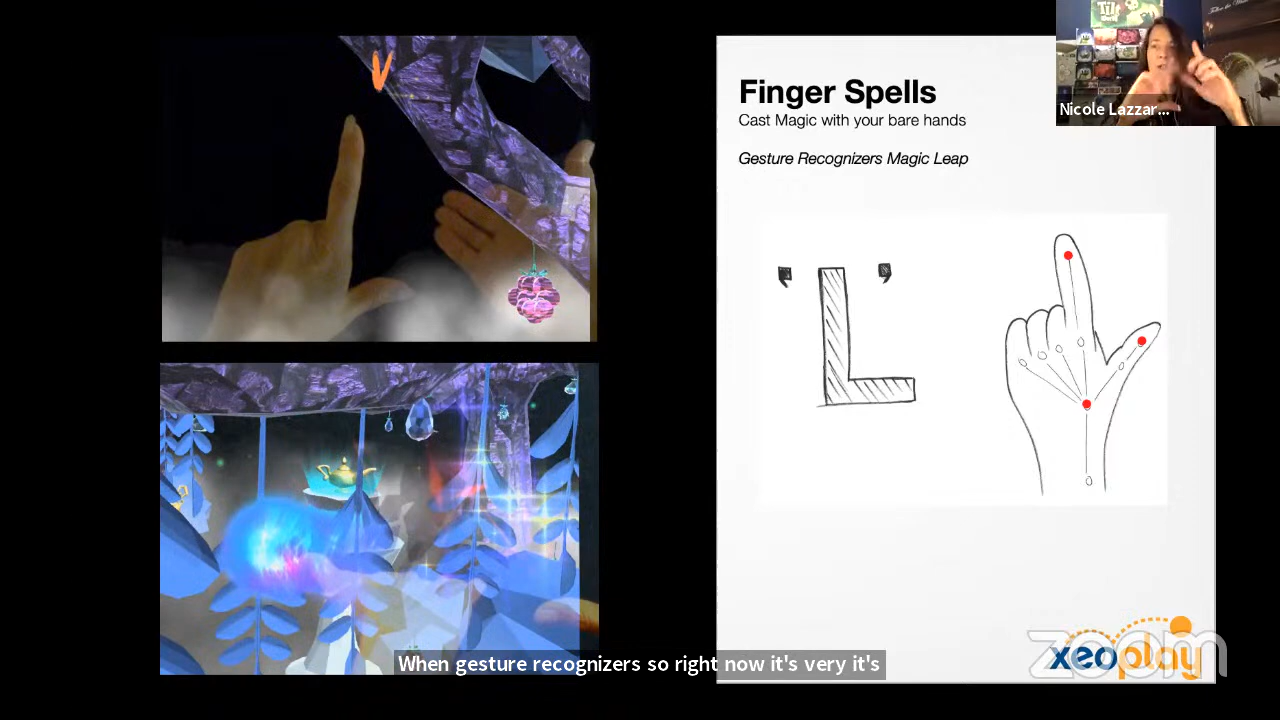 Finger Spells
Cast Magic with your bare hands
Gesture Recognizers Magic Leap
Tilt
Nicole Lazzar...
' L '
When gesture recognizers so right now it's very it's
xeoplay
zoom